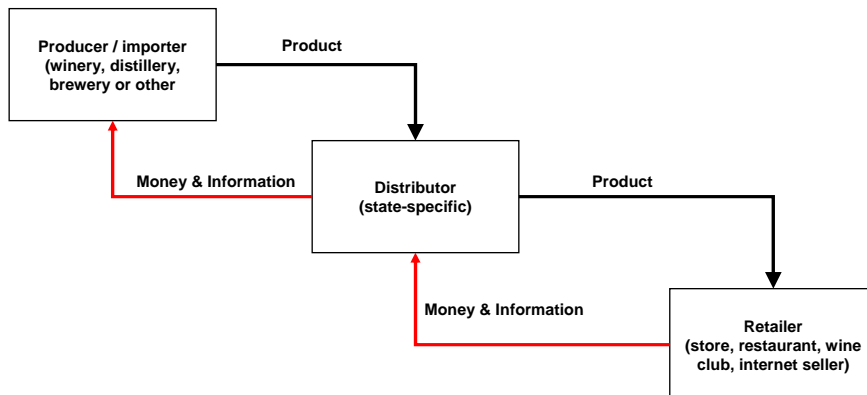 Product
Producer / importer
(winery, distillery,
brewery or other
Money & Information
Distributor
(state-specific)
Product
Money & Information
Retailer
(store, restaurant, wine
club, internet seller)